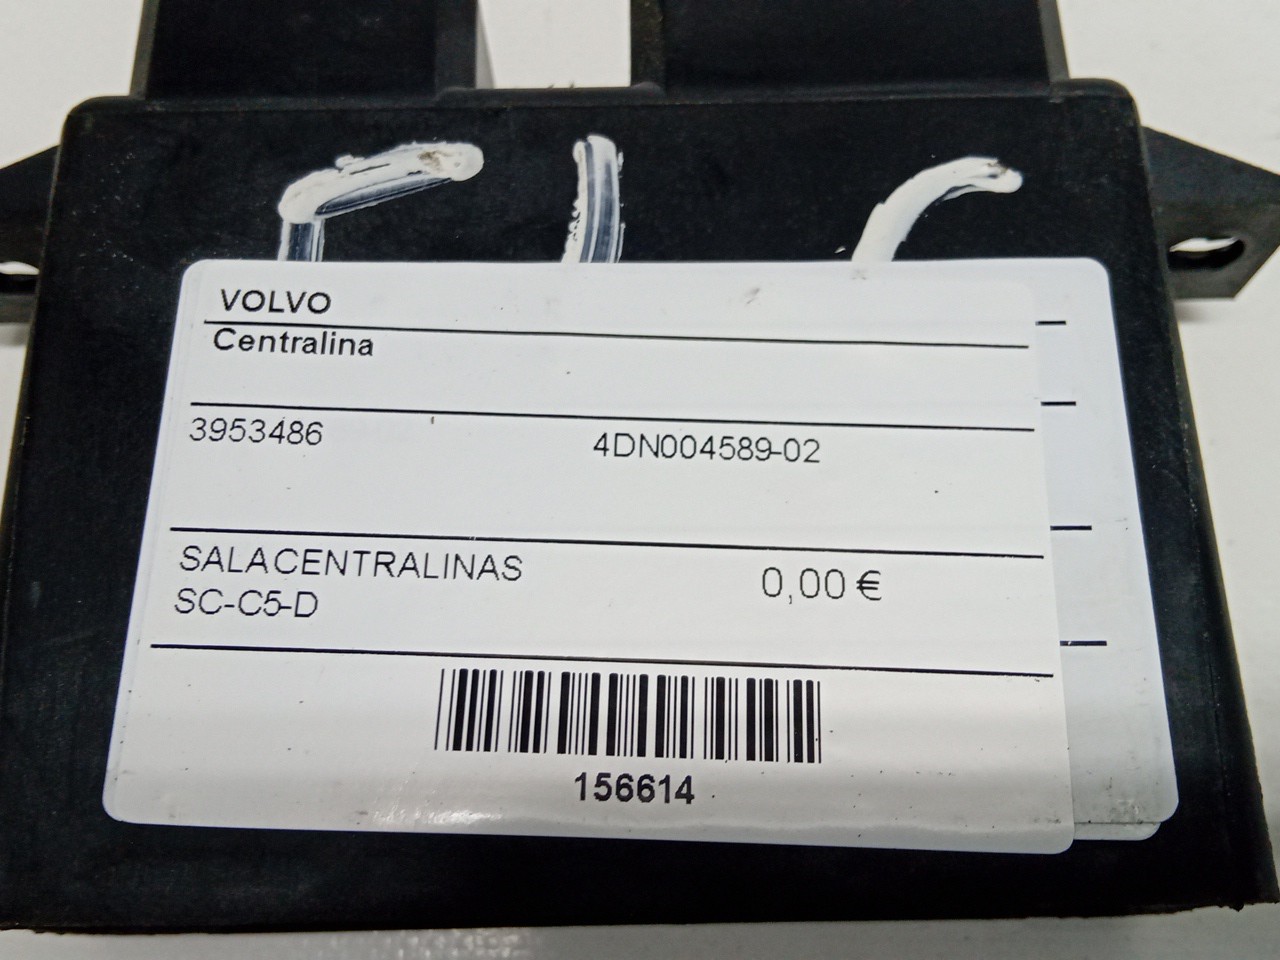 VOLVO
Centralina
3953486 4DN004589-02
SALACENTRALINAS 0,00 €
SC-C5-D
156614